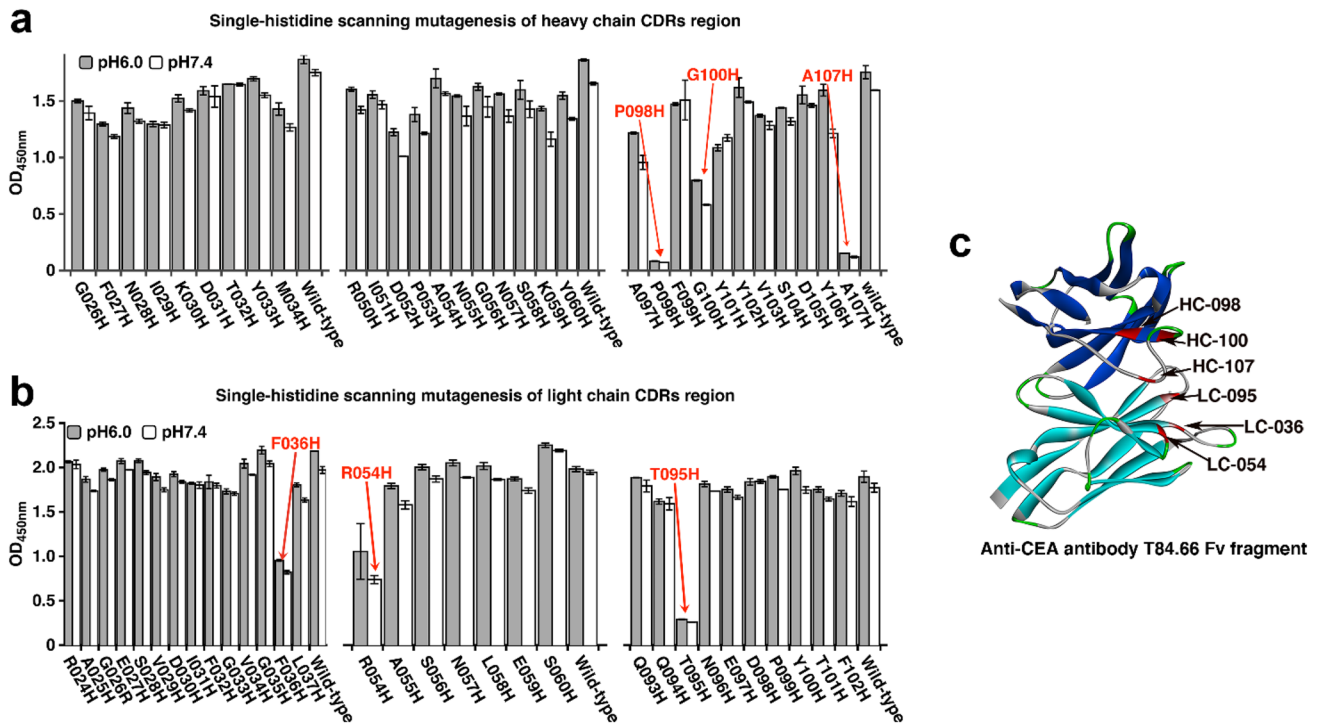 a
Single-histidine scanning mutagenesis of heavy chain CDRs region
pH6.0 pH7.4
OD450nm
1.5
1.0
0.5
0
P098H
G100H
A107H
G026H F027H N028H I029H K030H D031H T032H Y033H M034H Wild-type
R050H I051H D052H P053H A054H N055H G056H N057H S058H K059H Y060H Wild-type
A097H P098H F099H G100H Y101H Y102H V103H S104H D105H Y106H A107H wild-type
b
Single-histidine scanning mutagenesis of light chain CDRs region
pH6.0 pH7.4
OD450nm
2.5
2.0
1.5
1.0
0.5
0
F036H
R054H
T095H
R024H A025H G026R E027H S028H V029H D030H I031H F032H G033H V034H G035H F036H L037H Wild-type
R054H A055H S056H N057H L058H E059H S060H Wild-type
Q093H Q094H T095H N096H E097H D098H P099H Y100H T101H F102H Wild-type
c
HC-098
HC-100
HC-107
LC-095
LC-036
LC-054
Anti-CEA antibody T84.66 Fv fragment